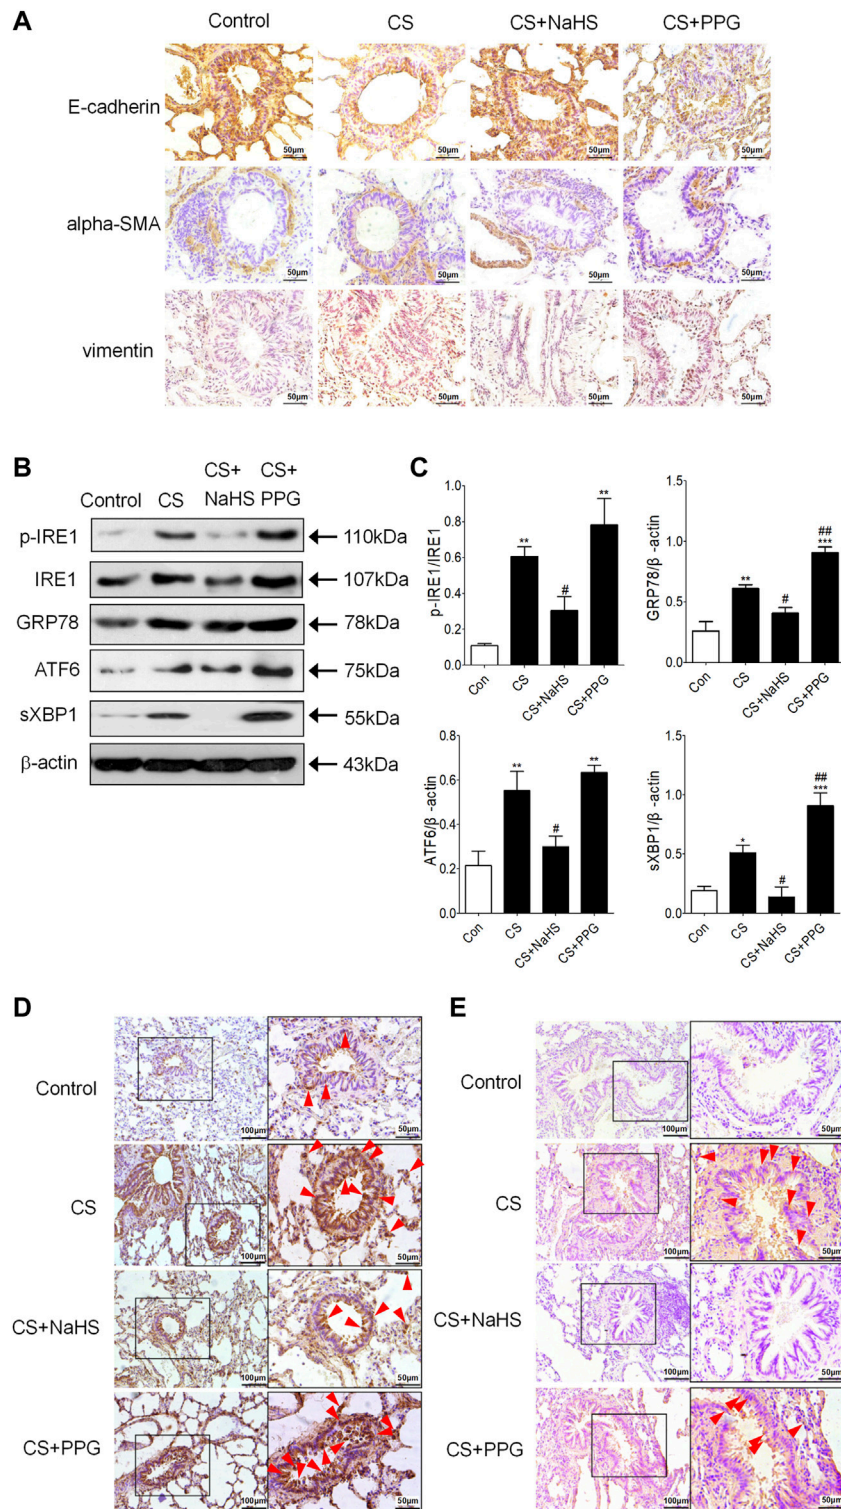 A
Control CS CS+NaHS CS+PPG
E-cadherin
50μm 50μm 50μm 50μm
alpha-SMA
50μm 50μm 50μm 50μm
vimentin
50μm 50μm 50μm 50μm
B
Control CS CS+ NaHS CS+ PPG
p-IRE1 110kDa
IRE1 107kDa
GRP78 78kDa
ATF6 75kDa
sXBP1 55kDa
β-actin 43kDa
C
p-IRE1/IRE1
1.0
0.8
0.6
0.4
0.2
0.0
** # **
Con CS CS+NaHS CS+PPG
GRP78/β -actin
1.5
1.0
0.5
0.0
** # ## ***
Con CS CS+NaHS CS+PPG
ATF6/β -actin
0.6
0.4
0.2
0.0
** # **
Con CS CS+NaHS CS+PPG
sXBP1/β -actin
1.5
1.0
0.5
0.0
* # ## ***
Con CS CS+NaHS CS+PPG
D
Control
100μm 50μm
CS
100μm 50μm
CS+NaHS
100μm 50μm
CS+PPG
100μm 50μm
E
Control
100μm 50μm
CS
100μm 50μm
CS+NaHS
100μm 50μm
CS+PPG
100μm 50μm